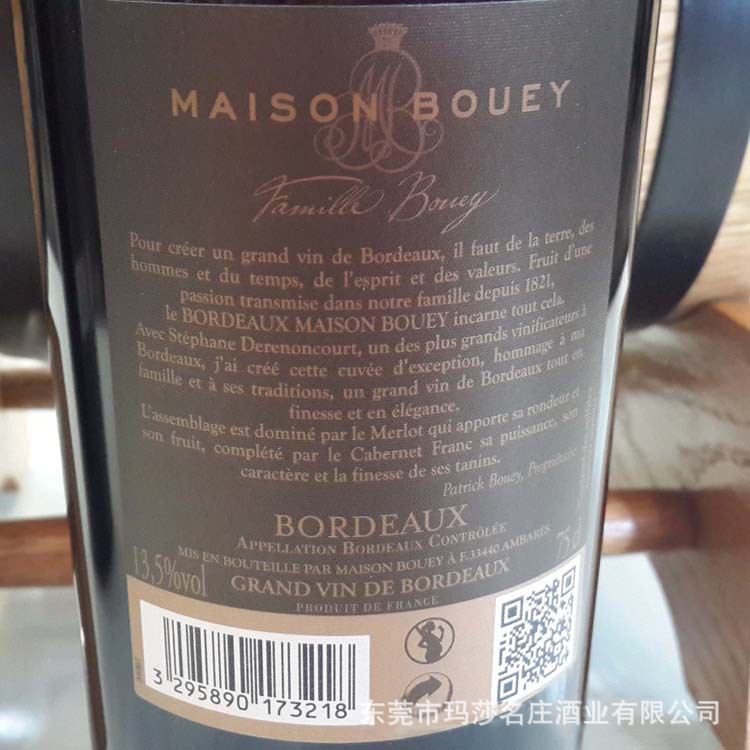 MAISON BOUEY
Famille Bouey
Pour créer un grand vin de Bordeaux, il faut de la terre, des
hommes et du temps, de l'esprit et des valeurs. Fruit d'une
passion transmise dans notre famille depuis 1821,
le BORDEAUX MAISON BOUEY incarne tout cela.
Avec Stéphane Derenoncourt, un des plus grands vinificateurs à
Bordeaux, j'ai créé cette cuvée d'exception, hommage à ma
famille et à ses traditions, un grand vin de Bordeaux tout en
finesse et en élégance.
L'assemblage est dominé par le Merlot qui apporte sa rondeur et
son fruit, complété par le Cabernet Franc sa puissance, son
caractère et la finesse de ses tanins.
Patrick Bouey, Propriétaire
BORDEAUX
APPELLATION BORDEAUX CONTRÔLÉE
MIS EN BOUTEILLE PAR MAISON BOUEY À F.33440 AMBARÈS
13,5%vol
75 cl
GRAND VIN DE BORDEAUX
PRODUIT DE FRANCE
3 295890 173218
东莞市玛莎名庄酒业有限公司